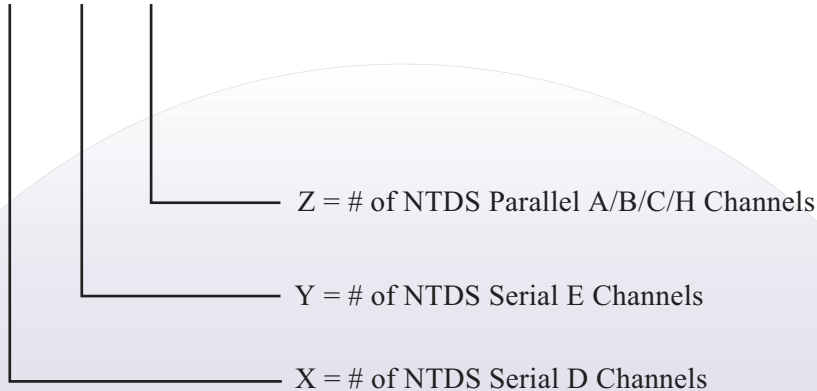 Z = # of NTDS Parallel A/B/C/H Channels
Y = # of NTDS Serial E Channels
X = # of NTDS Serial D Channels